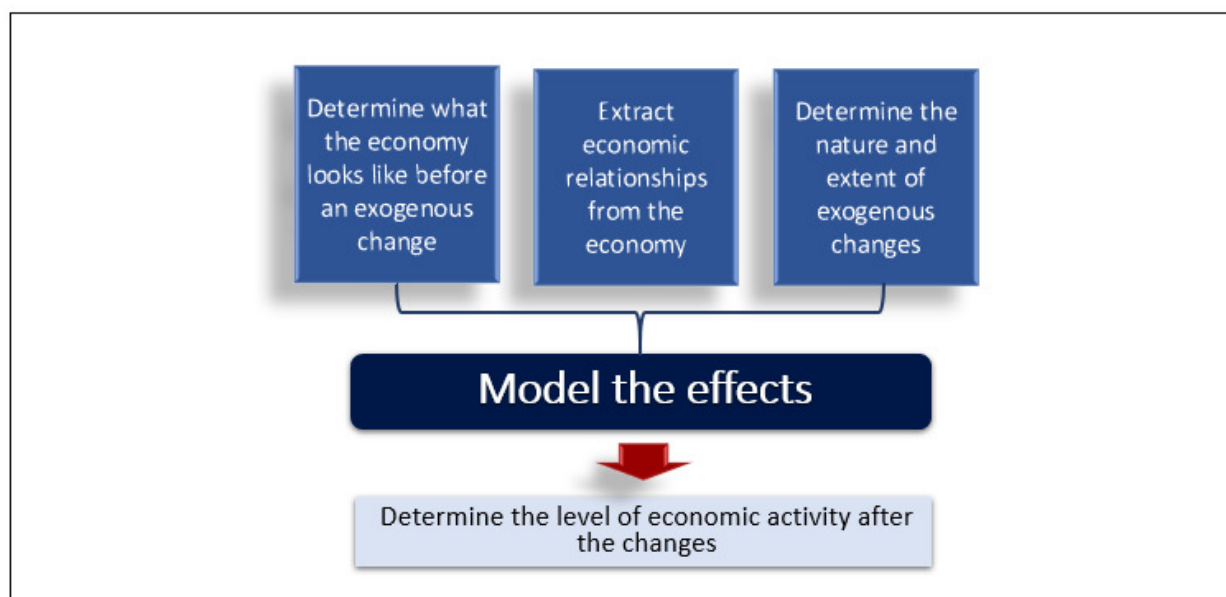 Determine what
the economy
looks like before
an exogenous
change
Extract
economic
relationships
from the
economy
Determine the
nature and
extent of
exogenous
changes
Model the effects
Determine the level of economic activity after
the changes